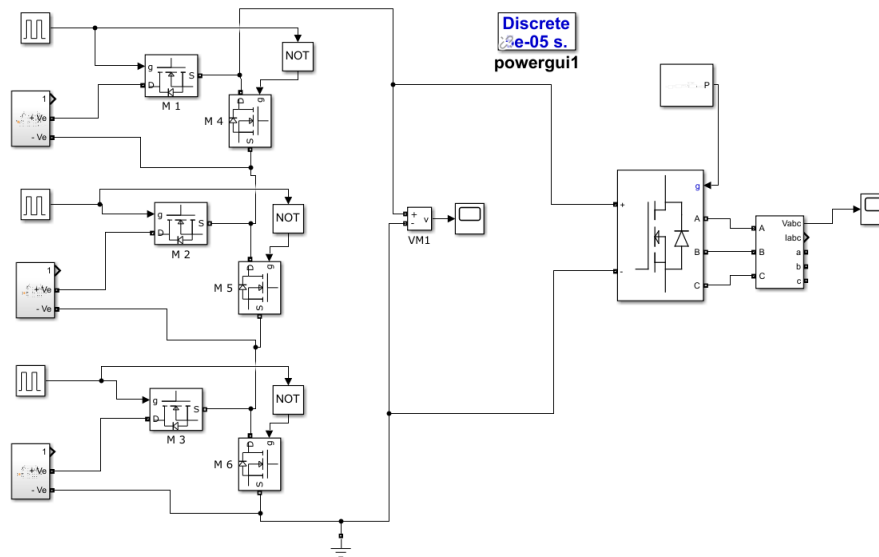 Discrete
e-05 s.
powergui1
NOT
g
S
D
M 1
D
g
M 4
S
1
+ Ve
- Ve
P
NOT
g
S
D
M 2
D
g
M 5
S
1
+ Ve
- Ve
+
-
v
VM1
g
+
A
B
C
-
A
B
C
Vabc
Iabc
a
b
c
NOT
g
S
D
M 3
D
g
M 6
S
1
+ Ve
- Ve